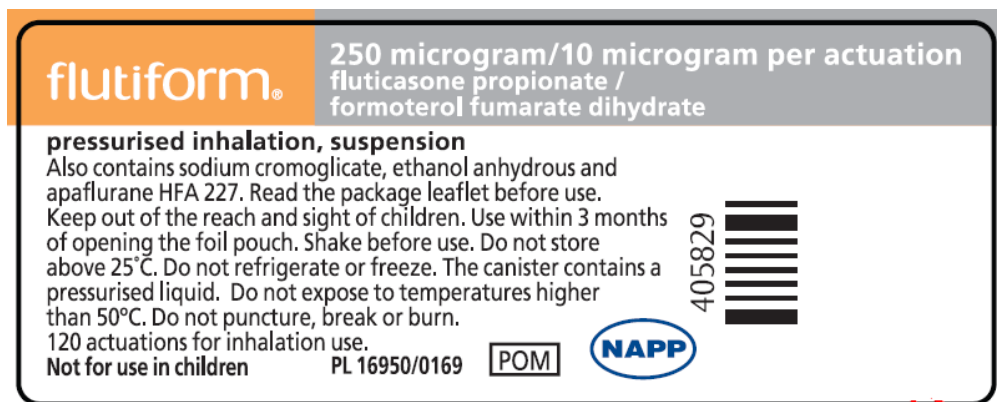 flutiform®
250 microgram/10 microgram per actuation
fluticasone propionate /
formoterol fumarate dihydrate
pressurised inhalation, suspension
Also contains sodium cromoglicate, ethanol anhydrous and
apaflurane HFA 227. Read the package leaflet before use.
Keep out of the reach and sight of children. Use within 3 months
of opening the foil pouch. Shake before use. Do not store
above 25˚C. Do not refrigerate or freeze. The canister contains a
pressurised liquid. Do not expose to temperatures higher
than 50ºC. Do not puncture, break or burn.
120 actuations for inhalation use.
Not for use in children PL 16950/0169 POM NAPP
405829